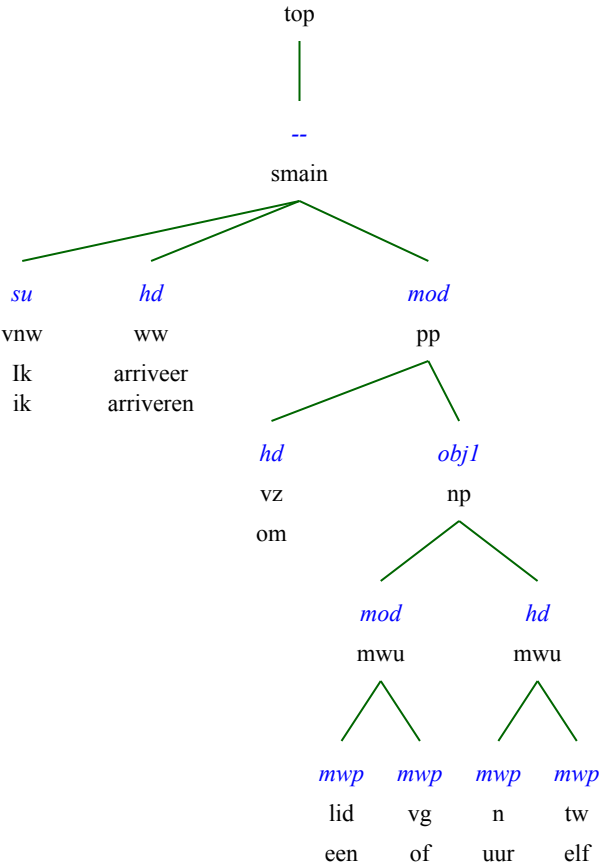 top
--
smain
su hd mod
vnw ww pp
Ik arriveer
ik arriveren
hd obj1
vz np
om
mod hd
mwu mwu
mwp mwp mwp mwp
lid vg n tw
een of uur elf